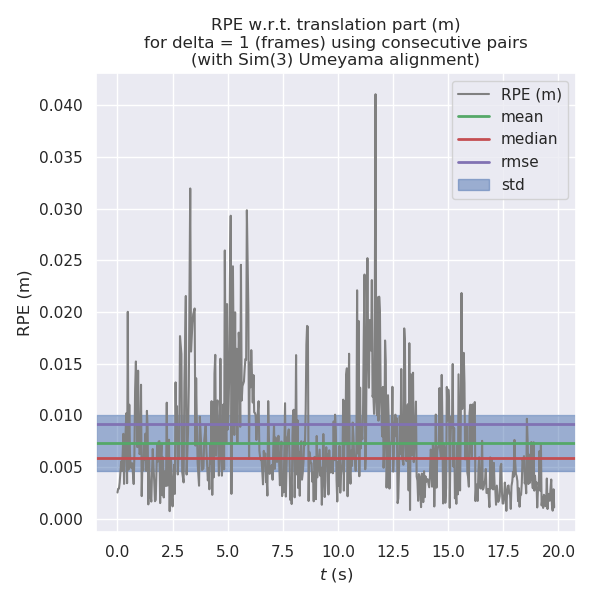 RPE w.r.t. translation part (m)
for delta = 1 (frames) using consecutive pairs
(with Sim(3) Umeyama alignment)
RPE (m)
mean
median
rmse
std
0.040
0.035
0.030
0.025
0.020
0.015
0.010
0.005
0.000
RPE (m)
0.0 2.5 5.0 7.5 10.0 12.5 15.0 17.5 20.0
t (s)